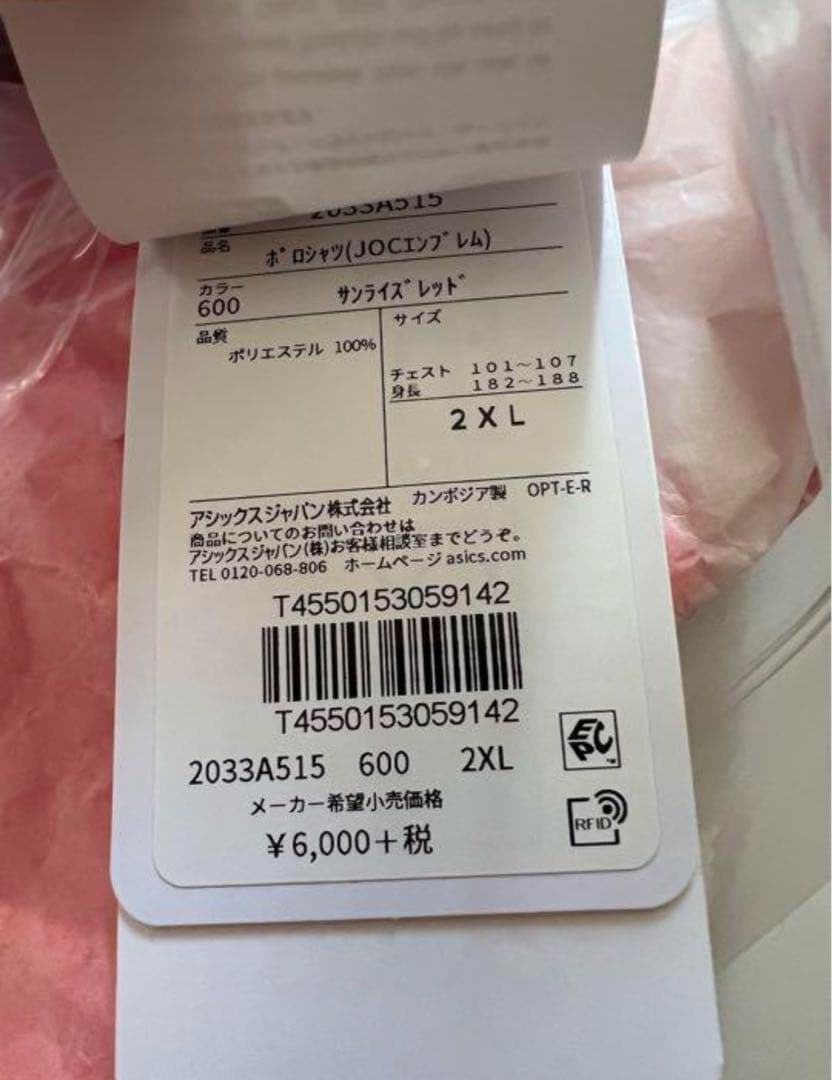 2033A515
品名 ポロシャツ(JOCエンブレム)
カラー
600 サンライズレッド
品質
ポリエステル 100%
サイズ
チェスト 101~107
身長 182~188
2XL
アシックスジャパン株式会社 カンボジア製 OPT-E-R
商品についてのお問い合わせは
アシックスジャパン(株)お客様相談室までどうぞ。
TEL 0120-068-806 ホームページ asics.com
T4550153059142
T4550153059142
2033A515 600 2XL
メーカー希望小売価格
¥6,000+税
EPC
TM
RFID